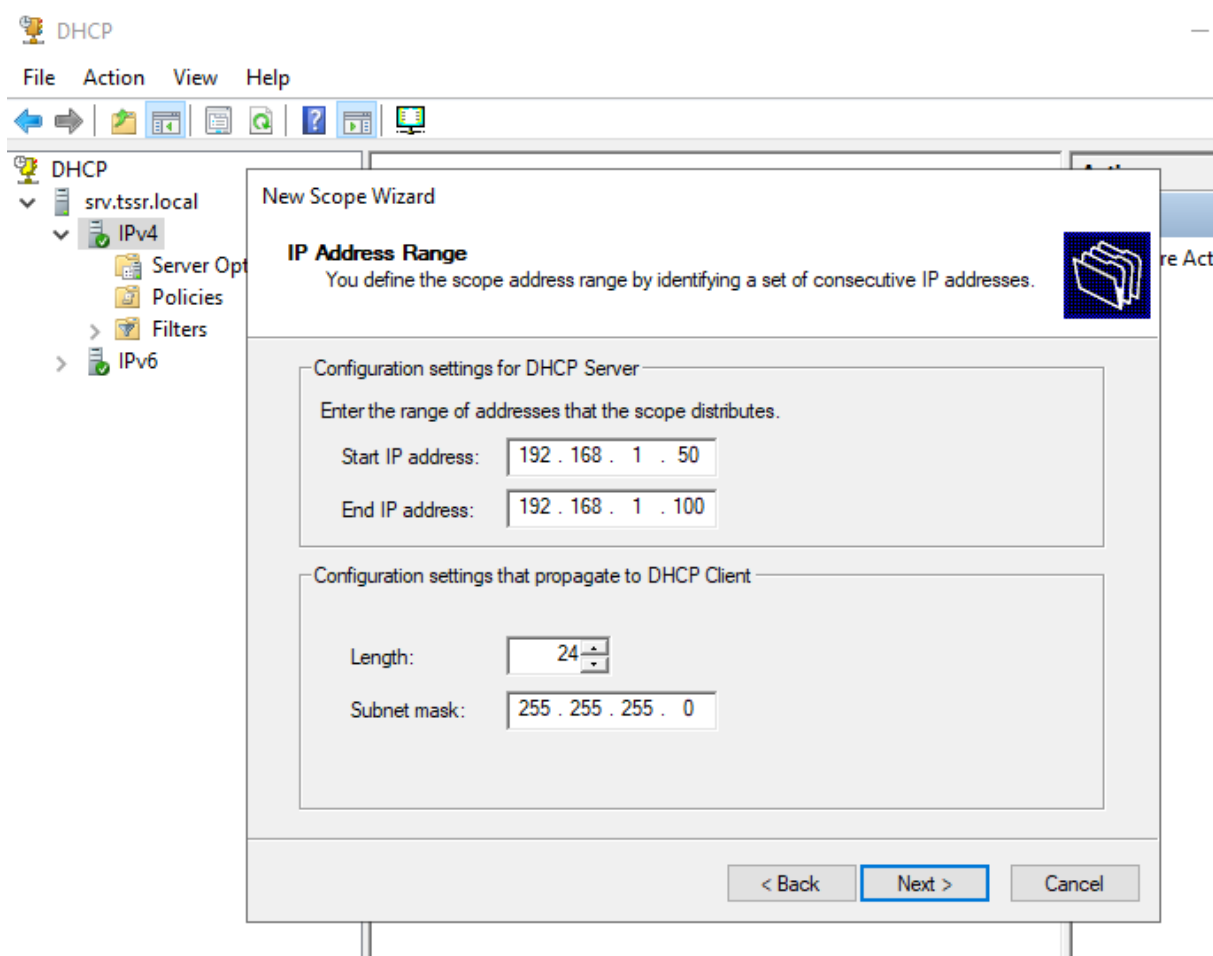 DHCP
File Action View Help
DHCP
srv.tssr.local
IPv4
Server Opt
Policies
Filters
IPv6
New Scope Wizard
IP Address Range
You define the scope address range by identifying a set of consecutive IP addresses.
Configuration settings for DHCP Server
Enter the range of addresses that the scope distributes.
Start IP address: 192 . 168 . 1 . 50
End IP address: 192 . 168 . 1 . 100
Configuration settings that propagate to DHCP Client
Length: 24
Subnet mask: 255 . 255 . 255 . 0
< Back Next > Cancel
re Act